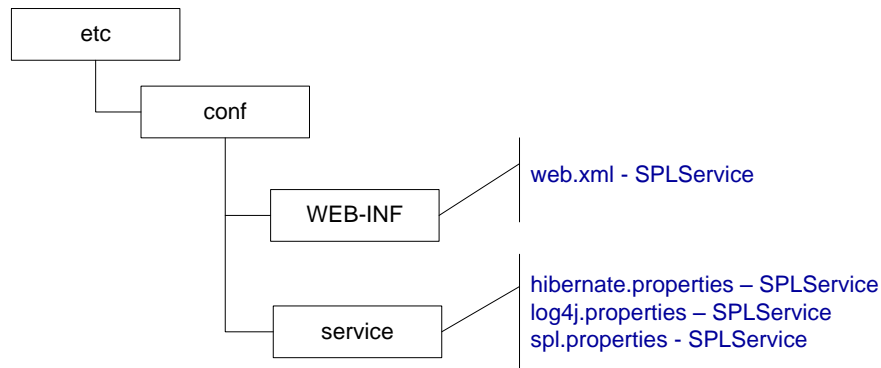 etc
conf
web.xml - SPLService
WEB-INF
hibernate.properties – SPLService
log4j.properties – SPLService
spl.properties - SPLService
service